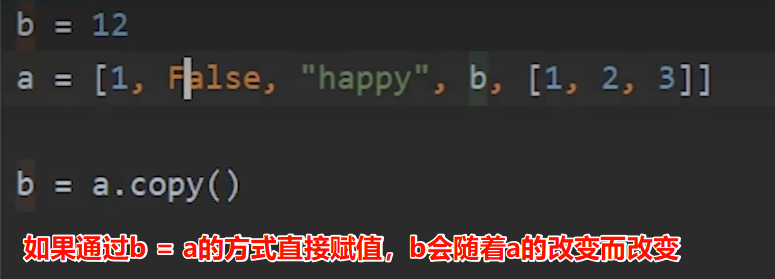 b = 12
a = [1, False, "happy", b, [1, 2, 3]]
b = a.copy()
如果通过b = a的方式直接赋值，b会随着a的改变而改变